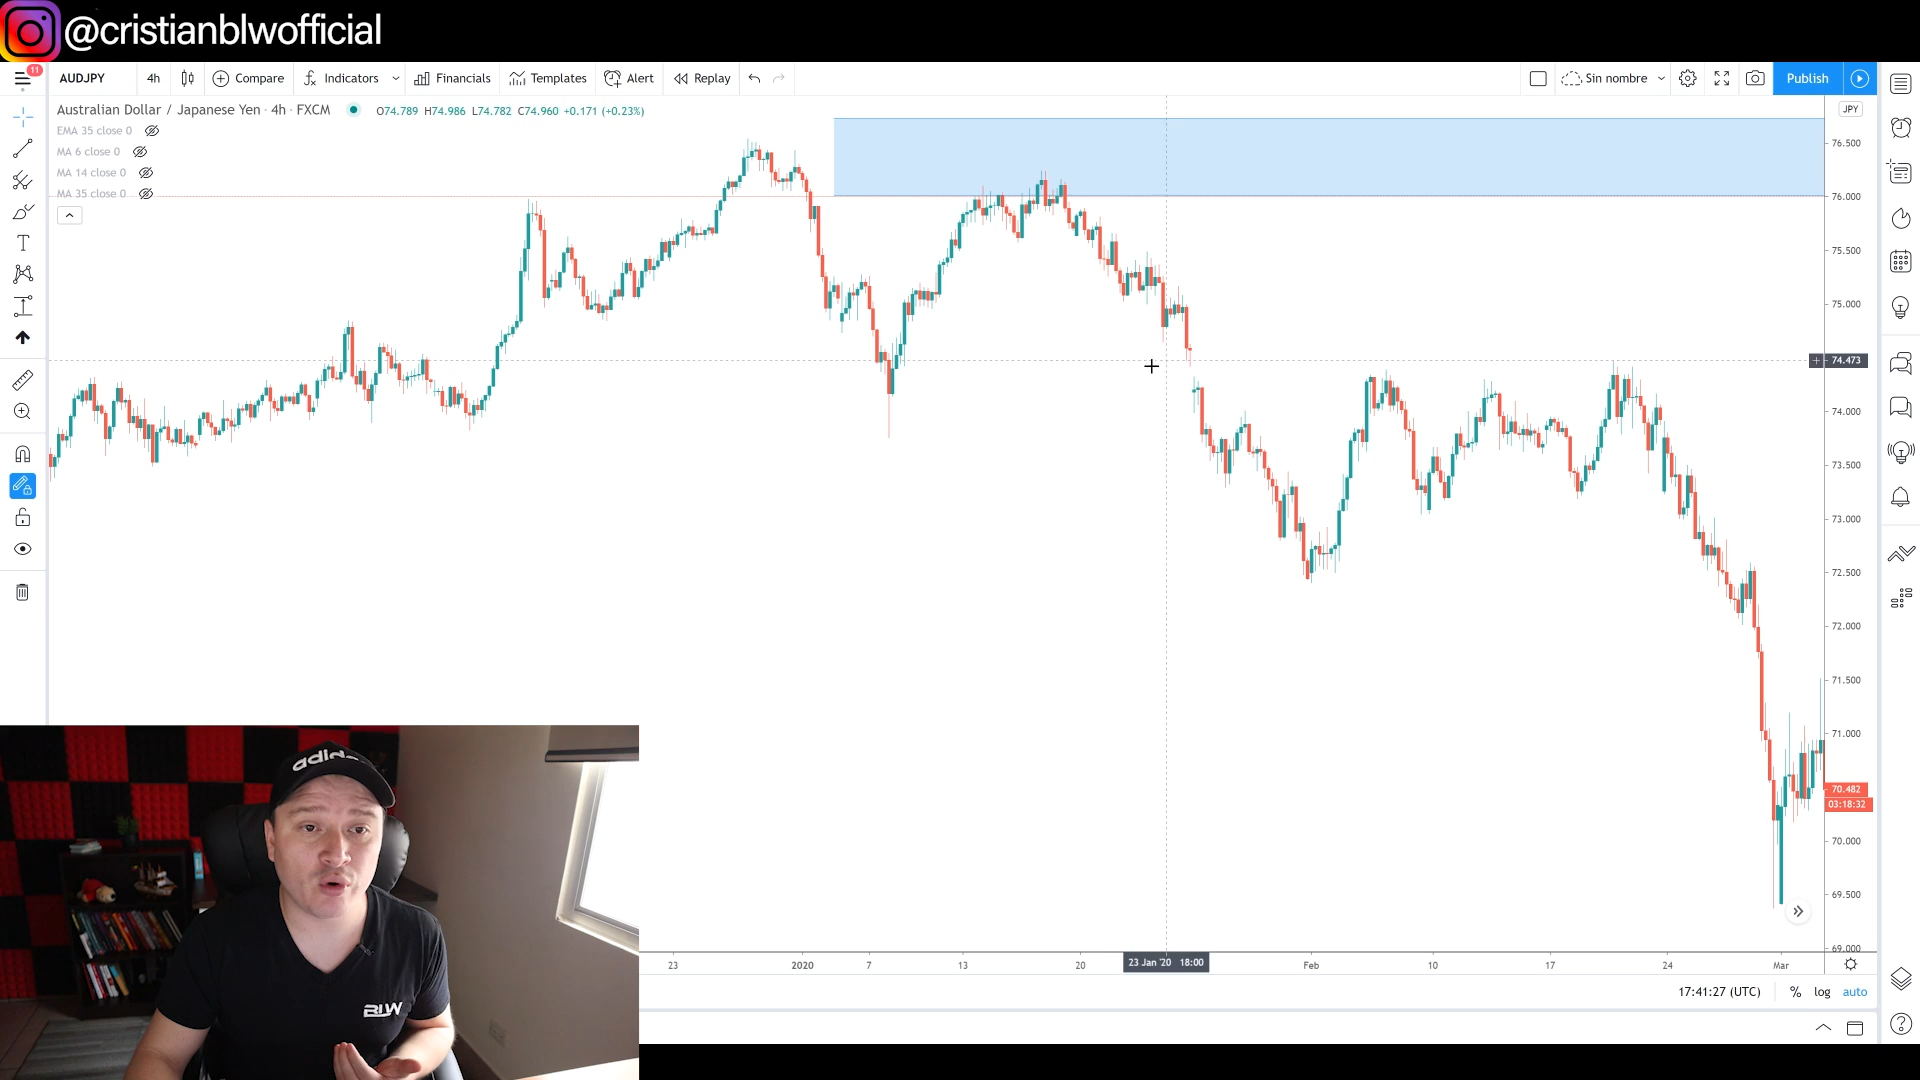 @cristianblwofficial
11
AUDJPY 4h Compare Indicators Financials Templates Alert Replay Sin nombre Publish
Australian Dollar / Japanese Yen · 4h · FXCM O74.789 H74.986 L74.782 C74.960 +0.171 (+0.23%)
JPY
EMA 35 close 0
MA 6 close 0
MA 14 close 0
MA 35 close 0
76.500
76.000
75.500
75.000
74.473
74.000
73.500
73.000
72.500
72.000
71.500
71.000
70.482
03:18:32
70.000
69.500
69.000
adidas
BLW
23 2020 7 13 20 23 Jan '20 18:00 Feb 10 17 24 Mar
17:41:27 (UTC) % log auto